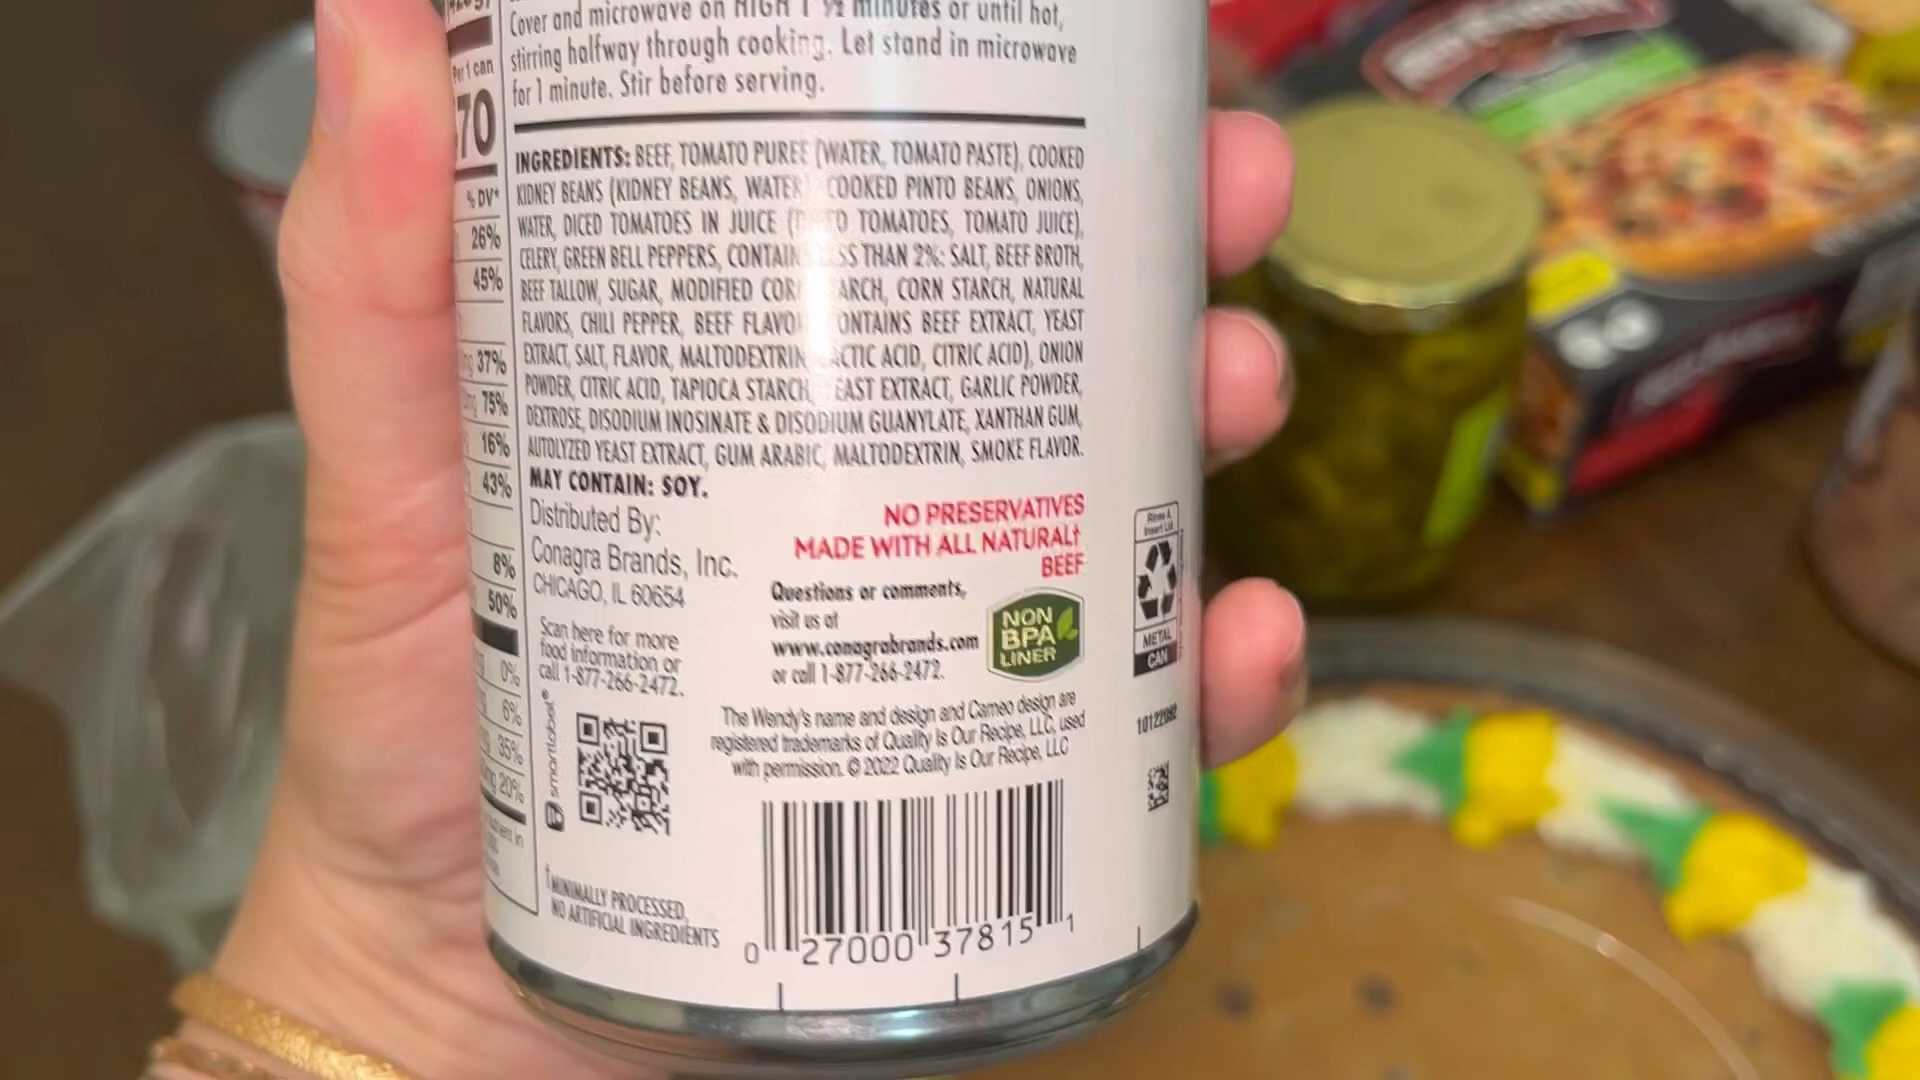 Per 1 can
70
% DV*
26%
45%
37%
75%
16%
43%
8%
50%
0%
6%
35%
20%
Cover and microwave on HIGH 1 ½ minutes or until hot,
stirring halfway through cooking. Let stand in microwave
for 1 minute. Stir before serving.
INGREDIENTS: BEEF, TOMATO PUREE (WATER, TOMATO PASTE), COOKED
KIDNEY BEANS (KIDNEY BEANS, WATER COOKED PINTO BEANS, ONIONS,
WATER, DICED TOMATOES IN JUICE TOMATOES, TOMATO JUICE),
CELERY, GREEN BELL PEPPERS, THAN 2%: SALT, BEEF BROTH,
BEEF TALLOW, SUGAR, MODIFIED CORN STARCH, CORN STARCH, NATURAL
FLAVORS, CHILI PEPPER, BEEF BEEF EXTRACT, YEAST
EXTRACT, SALT, FLAVOR, MALTODEXTRIN, LACTIC ACID, CITRIC ACID), ONION
POWDER, CITRIC ACID, TAPIOCA STARCH, YEAST EXTRACT, GARLIC POWDER,
DEXTROSE, DISODIUM INOSINATE & DISODIUM GUANYLATE, XANTHAN GUM,
AUTOLYZED YEAST EXTRACT, GUM ARABIC, MALTODEXTRIN, SMOKE FLAVOR.
MAY CONTAIN: SOY.
Distributed By:
Conagra Brands, Inc.
CHICAGO, IL 60654
Scan here for more
food information or
call 1-877-266-2472.
smartlabel®
†MINIMALLY PROCESSED,
NO ARTIFICIAL INGREDIENTS
NO PRESERVATIVES
MADE WITH ALL NATURAL†
BEEF
Questions or comments,
visit us at
www.conagrabrands.com
or call 1-877-266-2472.
NON
BPA
LINER
The Wendy's name and design and Cameo design are
registered trademarks of Quality Is Our Recipe, LLC, used
with permission. © 2022 Quality Is Our Recipe, LLC
0 27000 37815 1
Rinse &
Insert Lid
METAL
CAN